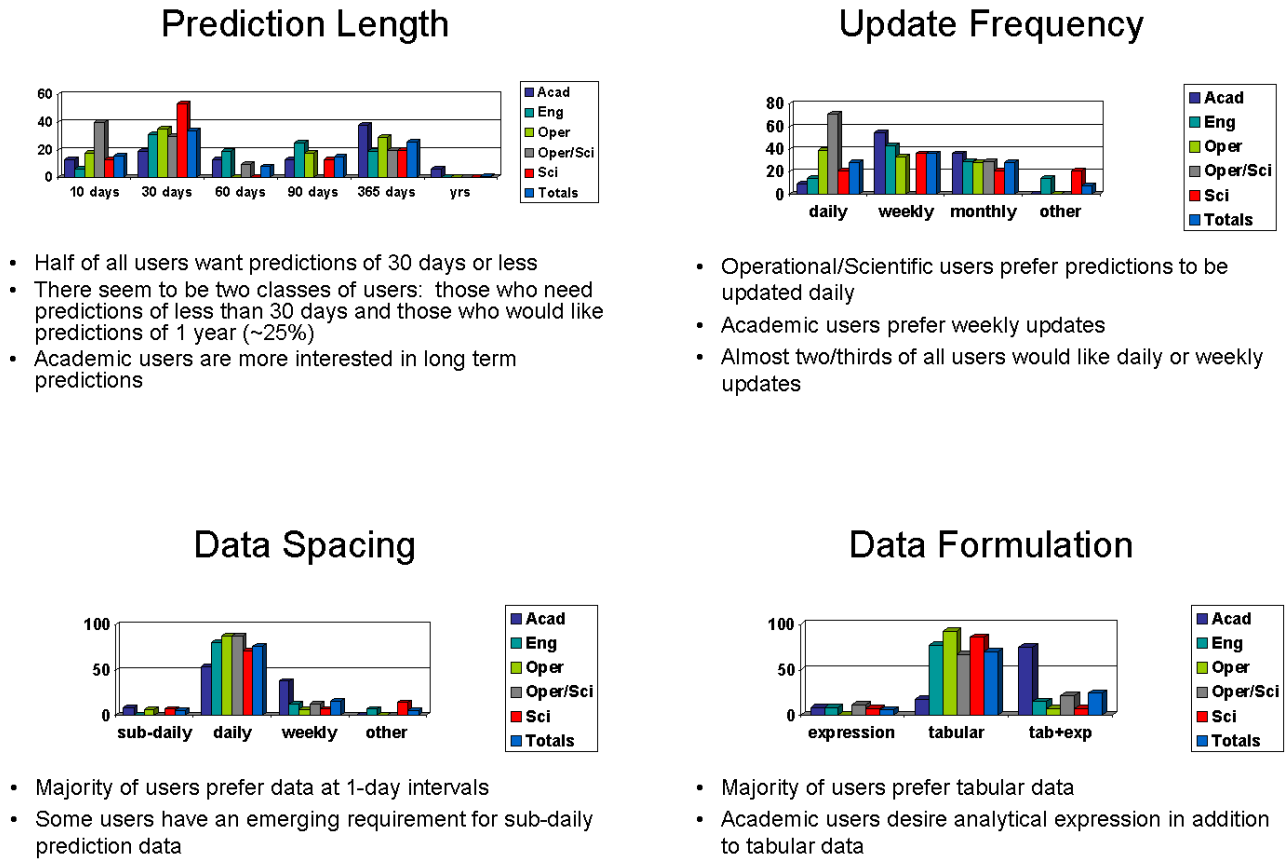 Prediction Length
60
40
20
0
10 days 30 days 60 days 90 days 365 days yrs
Acad
Eng
Oper
Oper/Sci
Sci
Totals
• Half of all users want predictions of 30 days or less
• There seem to be two classes of users: those who need
predictions of less than 30 days and those who would like
predictions of 1 year (~25%)
• Academic users are more interested in long term
predictions
Update Frequency
80
60
40
20
0
daily weekly monthly other
Acad
Eng
Oper
Oper/Sci
Sci
Totals
• Operational/Scientific users prefer predictions to be
updated daily
• Academic users prefer weekly updates
• Almost two/thirds of all users would like daily or weekly
updates
Data Spacing
100
50
0
sub-daily daily weekly other
Acad
Eng
Oper
Oper/Sci
Sci
Totals
• Majority of users prefer data at 1-day intervals
• Some users have an emerging requirement for sub-daily
prediction data
Data Formulation
100
50
0
expression tabular tab+exp
Acad
Eng
Oper
Oper/Sci
Sci
Totals
• Majority of users prefer tabular data
• Academic users desire analytical expression in addition
to tabular data